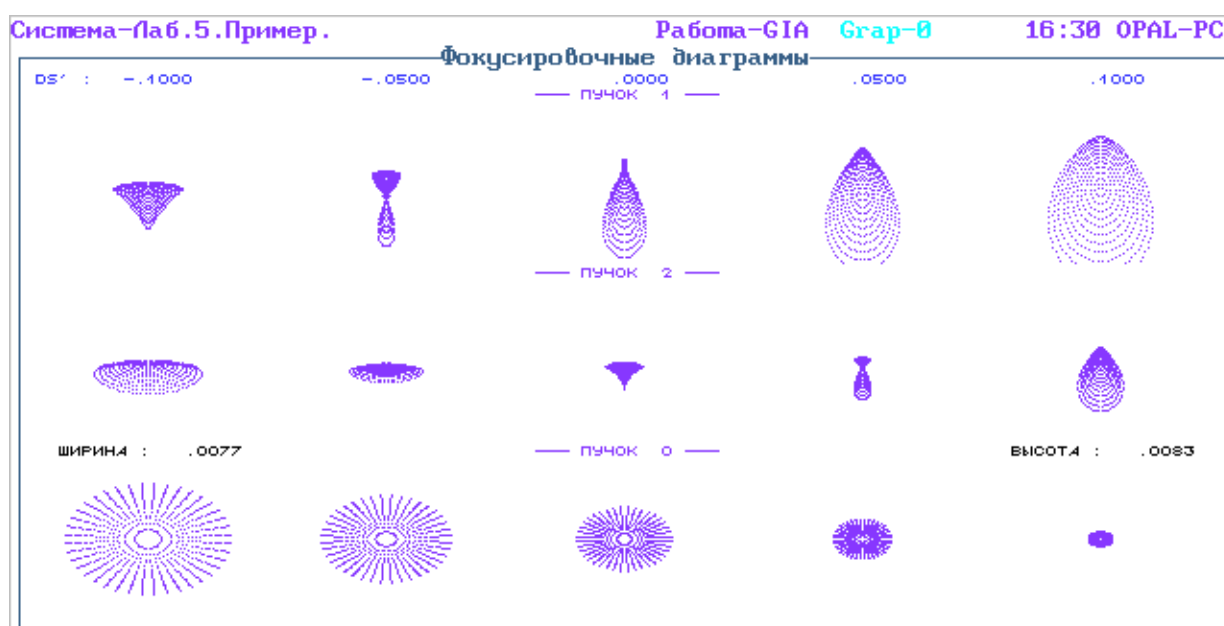 Система-Лаб.5.Пример. Работа-GIA Grap-0 16:30 OPAL-PC
Фокусировочные диаграммы
DS' : -.1000 -.0500 .0000 .0500 .1000
ПУЧОК 1
ПУЧОК 2
ШИРИНА : .0077 ПУЧОК 0 ВЫСОТА : .0083